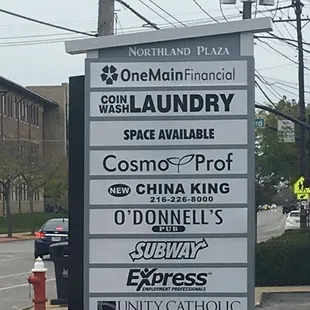 NORTHLAND PLAZA
OneMain Financial
COIN WASH LAUNDRY
SPACE AVAILABLE
CosmoProf
NEW CHINA KING
216-226-8000
O'DONNELL'S
PUB
SUBWAY
EXpress
EMPLOYMENT PROFESSIONALS
UNITY CATHOLIC